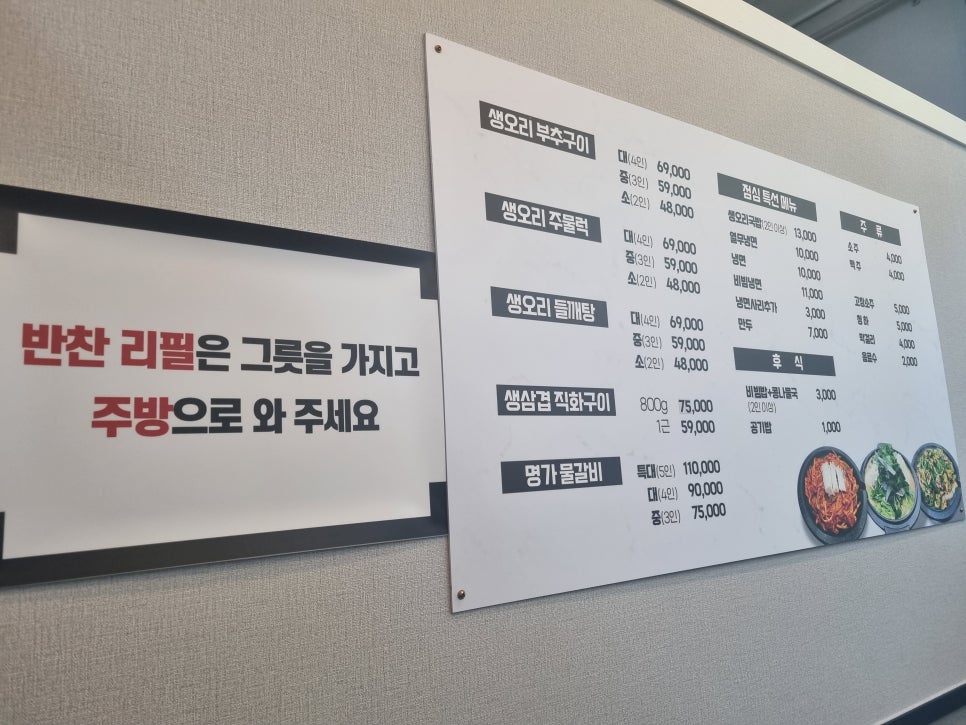 반찬 리필은 그릇을 가지고
주방으로 와 주세요
생오리 부추구이
대(4인) 69,000
중(3인) 59,000
소(2인) 48,000
생오리 주물럭
대(4인) 69,000
중(3인) 59,000
소(2인) 48,000
생오리 들깨탕
대(4인) 69,000
중(3인) 59,000
소(2인) 48,000
생삼겹 직화구이
800g 75,000
1근 59,000
명가 물갈비
특대(5인) 110,000
대(4인) 90,000
중(3인) 75,000
점심 특선 메뉴
생오리국밥(2인 이상) 13,000
열무냉면 10,000
냉면 10,000
비빔냉면 11,000
냉면사리추가 3,000
만두 7,000
후 식
비빔밥+콩나물국 3,000
(2인 이상)
공기밥 1,000
주 류
소주 4,000
맥주 4,000
고창소주 5,000
청하 5,000
막걸리 4,000
음료수 2,000